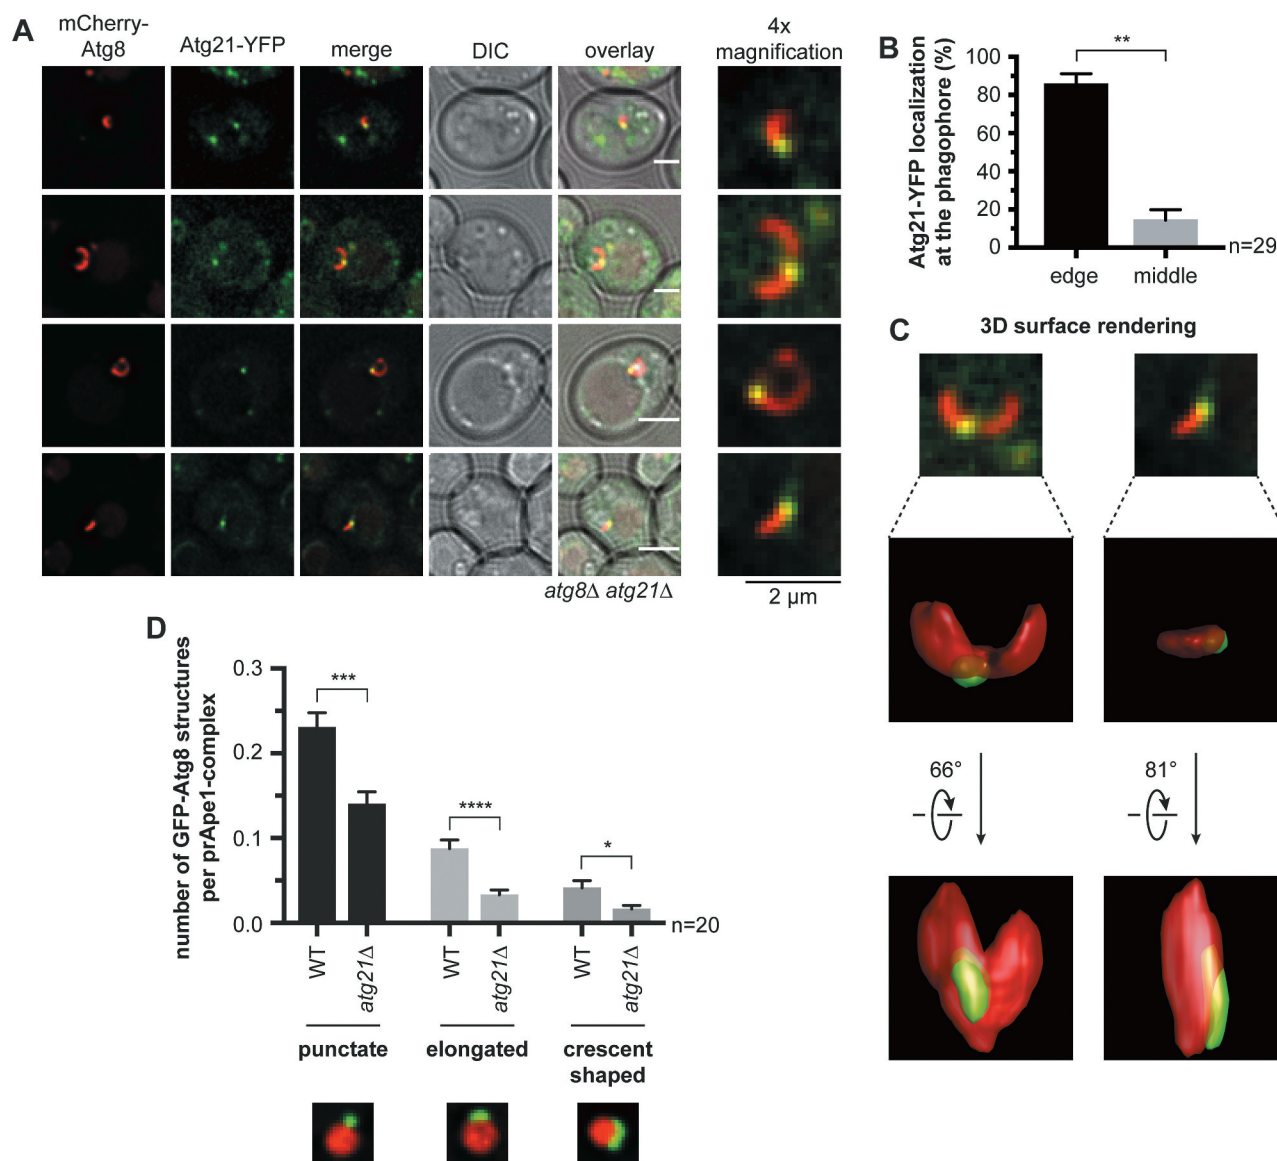 A
mCherry-
Atg8
Atg21-YFP
merge
DIC
overlay
4x
magnification
atg8Δ atg21Δ
2 µm
B
Atg21-YFP localization
at the phagophore (%)
100
80
60
40
20
0
**
n=29
edge
middle
C
3D surface rendering
66°
81°
D
number of GFP-Atg8 structures
per prApe1-complex
0.3
0.2
0.1
0.0
***
****
*
n=20
WT
atg21Δ
WT
atg21Δ
WT
atg21Δ
punctate
elongated
crescent
shaped